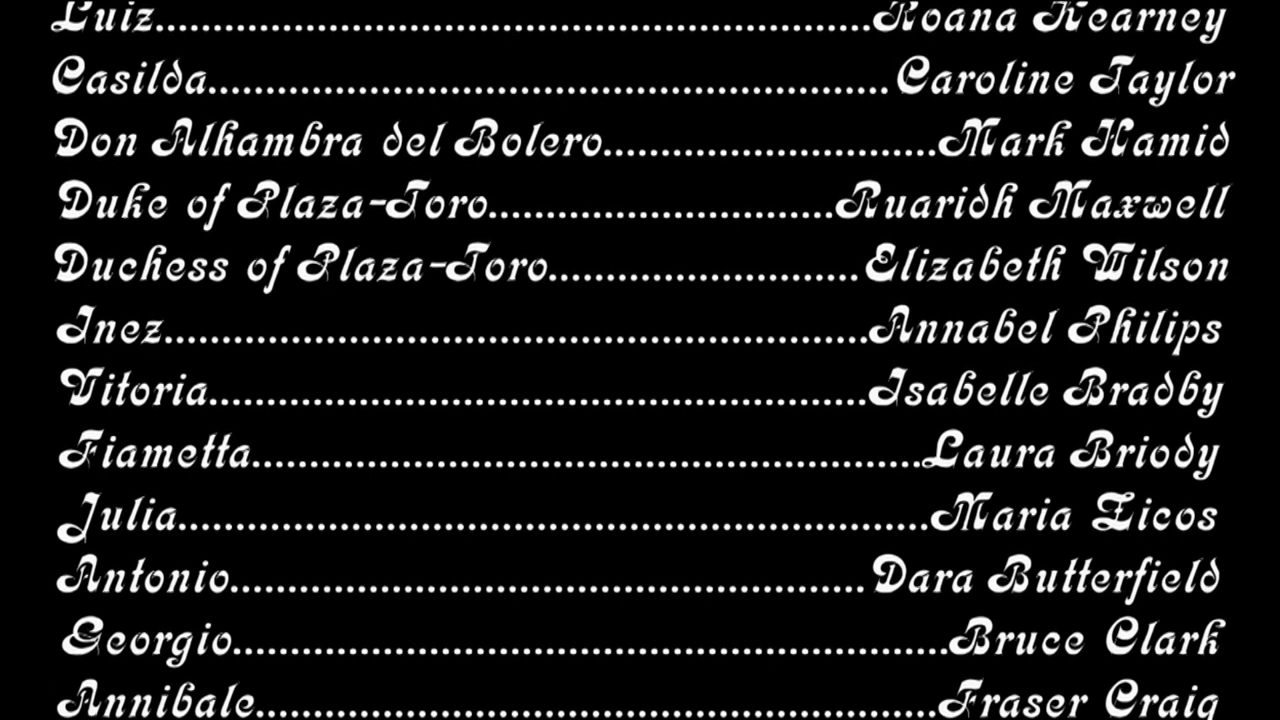 Luiz.......................................................Roana Kearney
Casilda....................................................Caroline Taylor
Don Alhambra del Bolero.........................Mark Hamid
Duke of Plaza-Toro..........................Ruaridh Maxwell
Duchess of Plaza-Toro........................Elizabeth Wilson
Inez......................................................Annabel Philips
Vitoria..................................................Isabelle Bradby
Fiametta...................................................Laura Briody
Julia.........................................................Maria Zicos
Antonio................................................Dara Butterfield
Georgio......................................................Bruce Clark
Annibale...................................................Fraser Craig